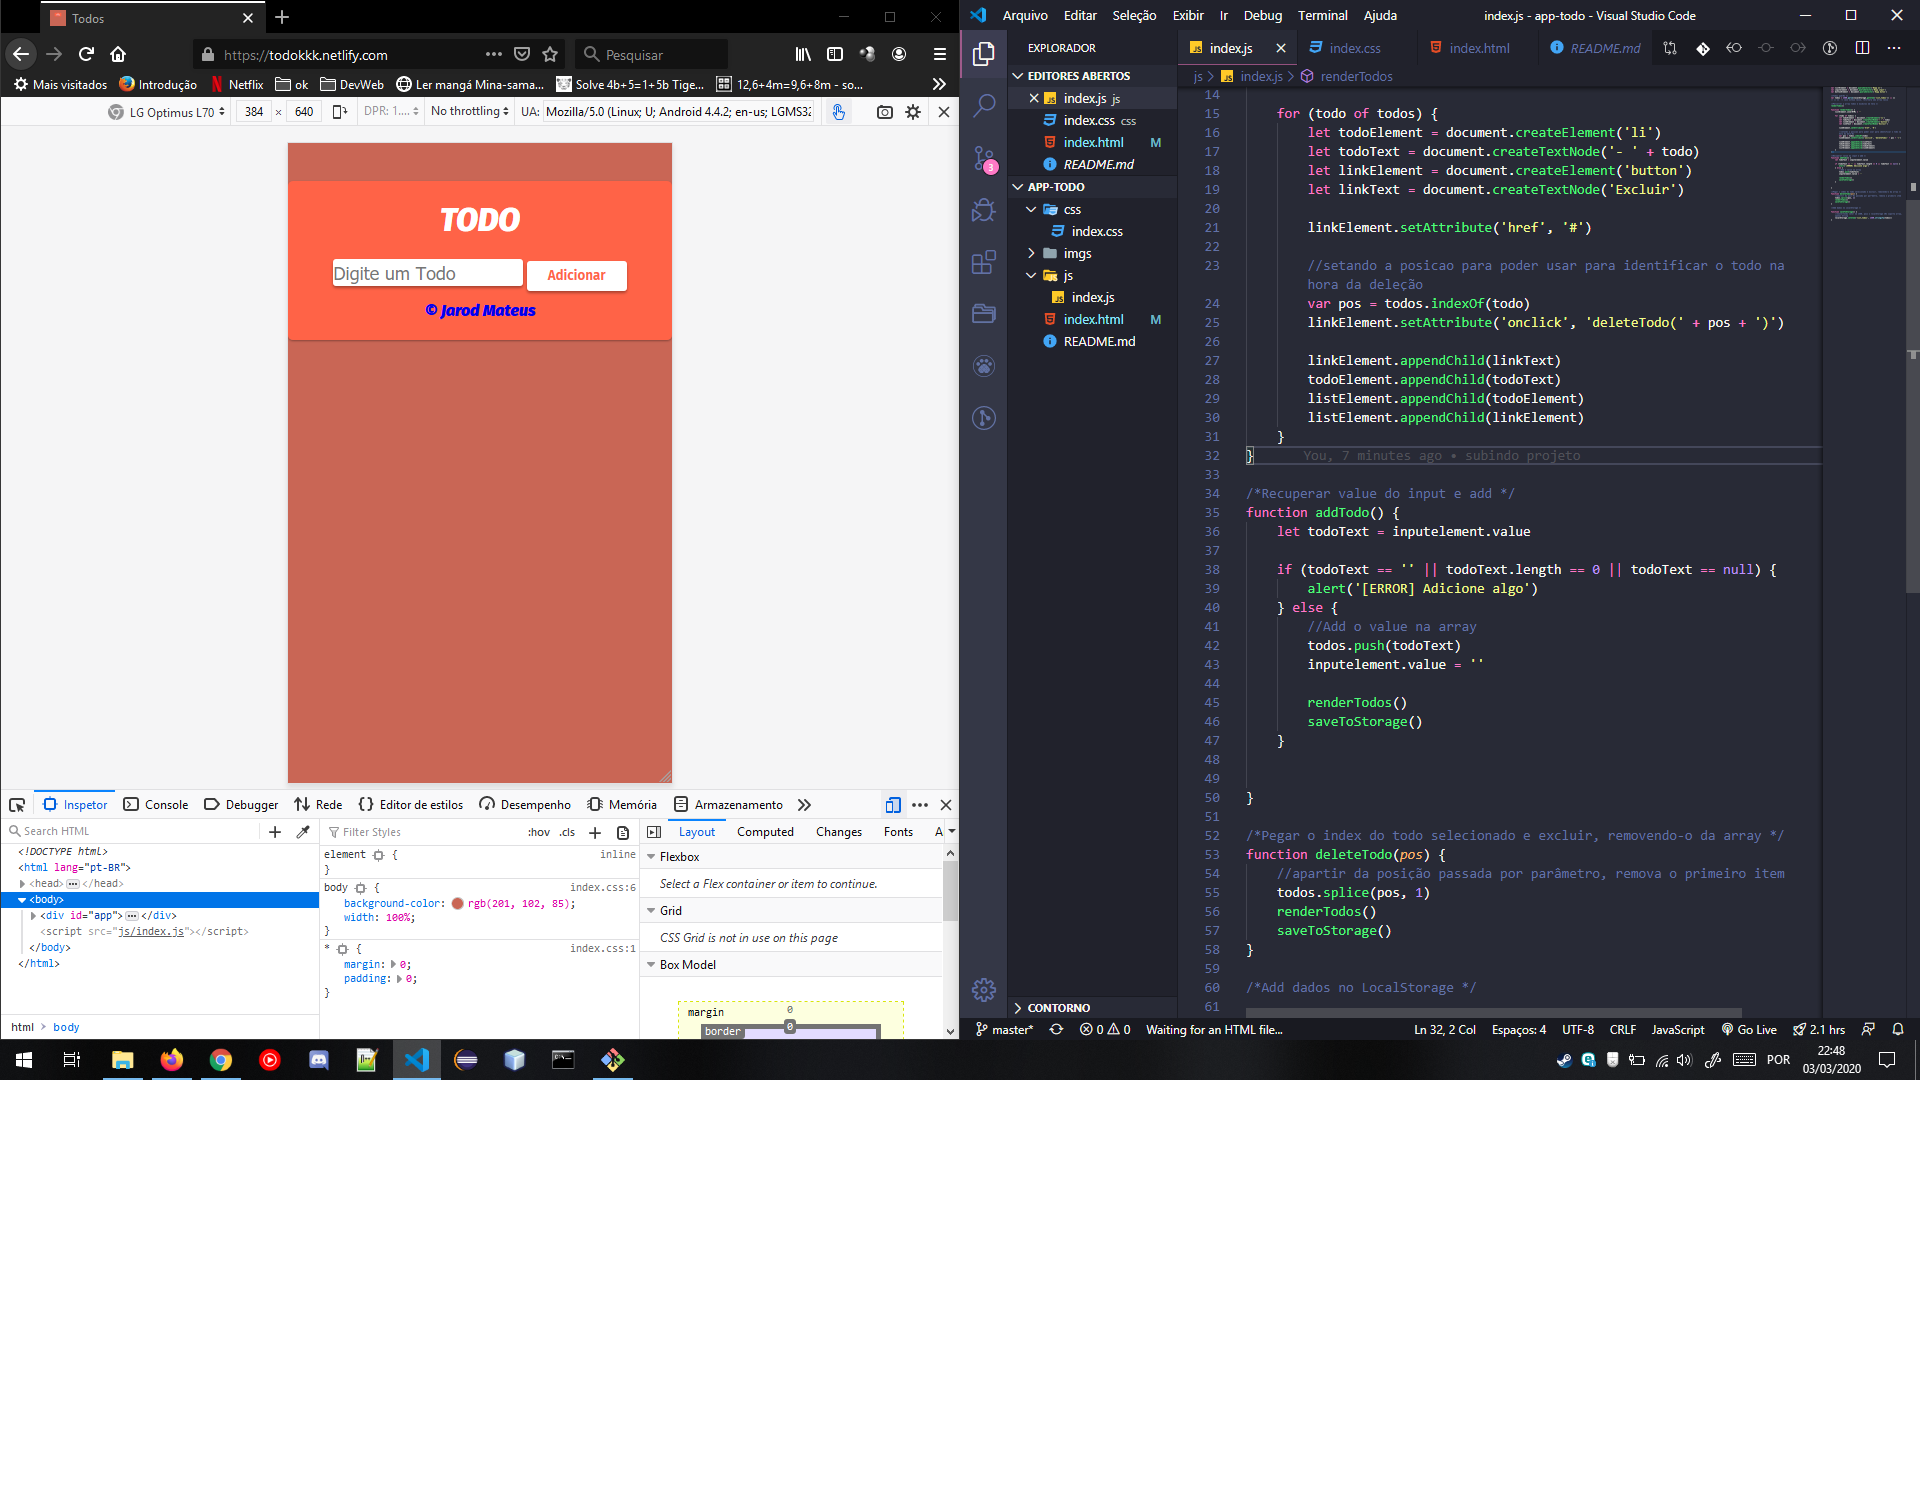 Todos
https://todokkk.netlify.com
Pesquisar
Mais visitados
Introdução
Netflix
ok
DevWeb
Ler mangá Mina-sama...
Solve 4b+5=1+5b Tige...
12,6+4m=9,6+8m - so...
LG Optimus L70
384 × 640
DPR: 1....
No throttling
UA: Mozilla/5.0 (Linux; U; Android 4.4.2; en-us; LGMS32
TODO
Digite um Todo
Adicionar
© Jarod Mateus
Inspetor
Console
Debugger
Rede
Editor de estilos
Desempenho
Memória
Armazenamento
Search HTML
<!DOCTYPE html>
<html lang="pt-BR">
<head>
</head>
<body>
<div id="app">
</div>
<script src="js/index.js"></script>
</body>
</html>
html > body
Filter Styles
:hov .cls
element { inline
}
body { index.css:6
background-color: rgb(201, 102, 85);
width: 100%;
}
* { index.css:1
margin: 0;
padding: 0;
}
Layout
Computed
Changes
Fonts
A
Flexbox
Select a Flex container or item to continue.
Grid
CSS Grid is not in use on this page
Box Model
margin 0
border 0
Arquivo Editar Seleção Exibir Ir Debug Terminal Ajuda
index.js - app-todo - Visual Studio Code
EXPLORADOR
EDITORES ABERTOS
index.js js
index.css css
index.html M
README.md
APP-TODO
css
index.css
imgs
js
index.js
index.html M
README.md
CONTORNO
3
index.js
index.css
index.html
README.md
js > index.js > renderTodos
14
15 for (todo of todos) {
16 let todoElement = document.createElement('li')
17 let todoText = document.createTextNode('- ' + todo)
18 let linkElement = document.createElement('button')
19 let linkText = document.createTextNode('Excluir')
20
21 linkElement.setAttribute('href', '#')
22
23 //setando a posicao para poder usar para identificar o todo na
hora da deleção
24 var pos = todos.indexOf(todo)
25 linkElement.setAttribute('onclick', 'deleteTodo(' + pos + ')')
26
27 linkElement.appendChild(linkText)
28 todoElement.appendChild(todoText)
29 listElement.appendChild(todoElement)
30 listElement.appendChild(linkElement)
31 }
32 } You, 7 minutes ago • subindo projeto
33
34 /*Recuperar value do input e add */
35 function addTodo() {
36 let todoText = inputelement.value
37
38 if (todoText == '' || todoText.length == 0 || todoText == null) {
39 alert('[ERROR] Adicione algo')
40 } else {
41 //Add o value na array
42 todos.push(todoText)
43 inputelement.value = ''
44
45 renderTodos()
46 saveToStorage()
47 }
48
49
50 }
51
52 /*Pegar o index do todo selecionado e excluir, removendo-o da array */
53 function deleteTodo(pos) {
54 //apartir da posição passada por parâmetro, remova o primeiro item
55 todos.splice(pos, 1)
56 renderTodos()
57 saveToStorage()
58 }
59
60 /*Add dados no LocalStorage */
61
master*
0 0
Waiting for an HTML file...
Ln 32, 2 Col
Espaços: 4
UTF-8
CRLF
JavaScript
Go Live
2.1 hrs
POR
22:48
03/03/2020